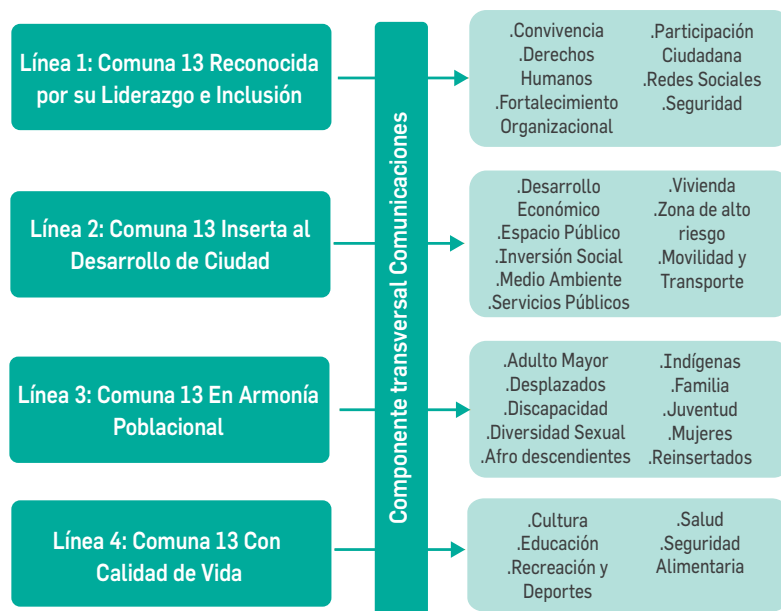 Línea 1: Comuna 13 Reconocida
por su Liderazgo e Inclusión
Componente transversal Comunicaciones
.Convivencia
.Derechos
Humanos
.Fortalecimiento
Organizacional
.Participación
Ciudadana
.Redes Sociales
.Seguridad
Línea 2: Comuna 13 Inserta al
Desarrollo de Ciudad
.Desarrollo
Económico
.Espacio Público
.Inversión Social
.Medio Ambiente
.Servicios Públicos
.Vivienda
.Zona de alto
riesgo
.Movilidad y
Transporte
Línea 3: Comuna 13 En Armonía
Poblacional
.Adulto Mayor
.Desplazados
.Discapacidad
.Diversidad Sexual
.Afro descendientes
.Indígenas
.Familia
.Juventud
.Mujeres
.Reinsertados
Línea 4: Comuna 13 Con
Calidad de Vida
.Cultura
.Educación
.Recreación y
Deportes
.Salud
.Seguridad
Alimentaria